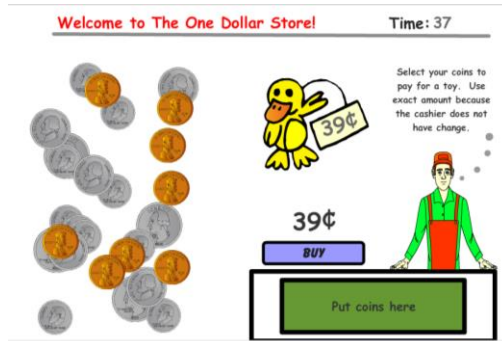 Welcome to The One Dollar Store!
Time: 37
Select your coins to
pay for a toy. Use
exact amount because
the cashier does not
have change.
39¢
39¢
BUY
Put coins here